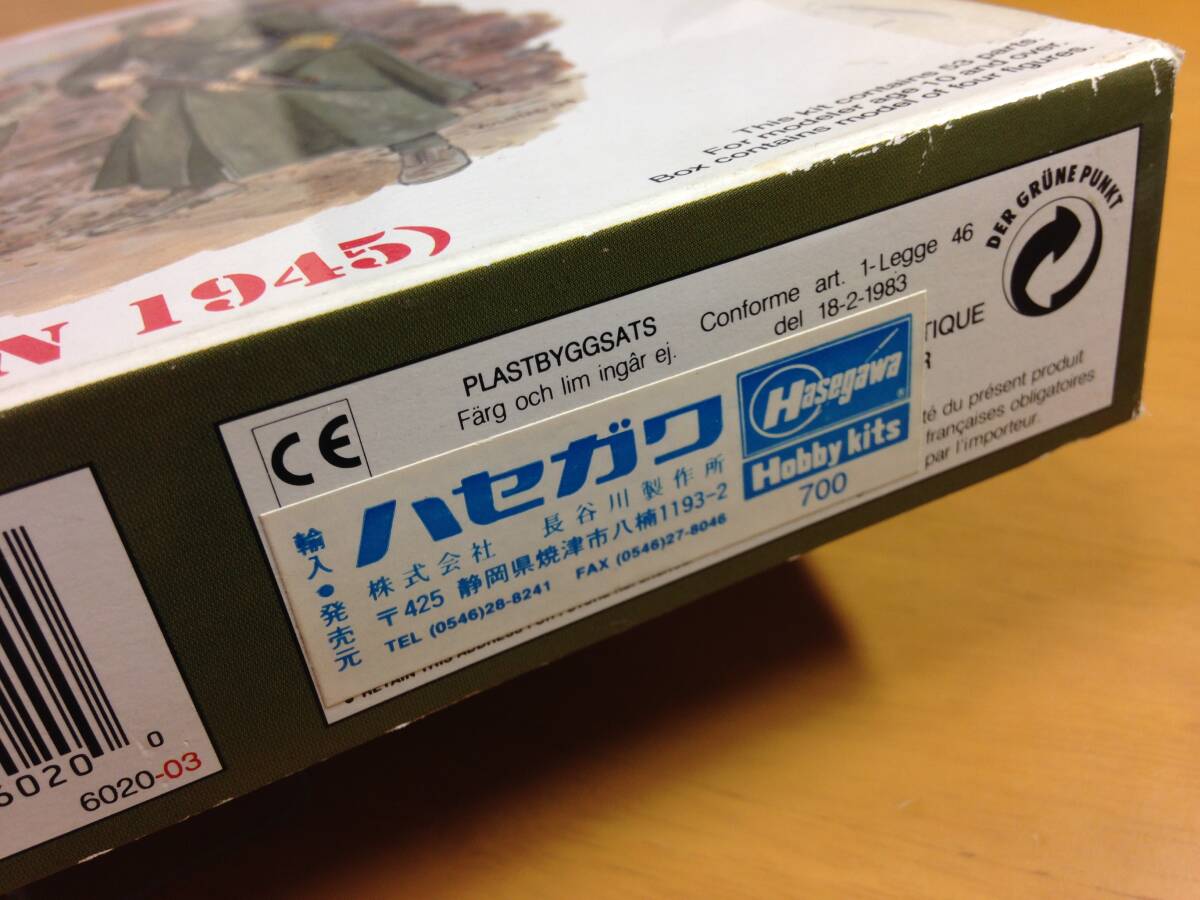 This kit contains 53 parts.
For modeler age 10 and over.
Box contains model of four figures.
1945)
DER GRÜNE PUNKT
PLASTBYGGSATS
Färg och lim ingår ej.
Conforme art. 1-Legge 46
del 18-2-1983
CE
TIQUE
R
té du présent produit
françaises obligatoires
par l'importeur.
輸入●発売元
ハセガワ
株式会社 長谷川製作所
〒425 静岡県焼津市八楠1193-2
TEL (0546)28-8241 FAX (0546)27-8046
Hasegawa
Hobby kits
700
6020 0
6020-03